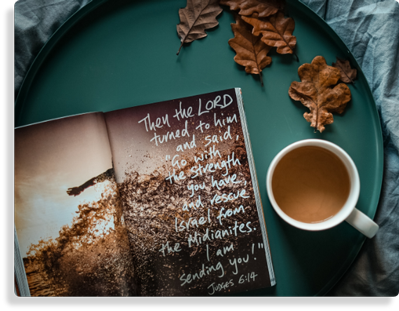 Then the LORD
turned to him
and said,
"Go with
the strength
you have,
and rescue
Israel from
the Midianites.
I am
sending you!"
JUDGES 6:14